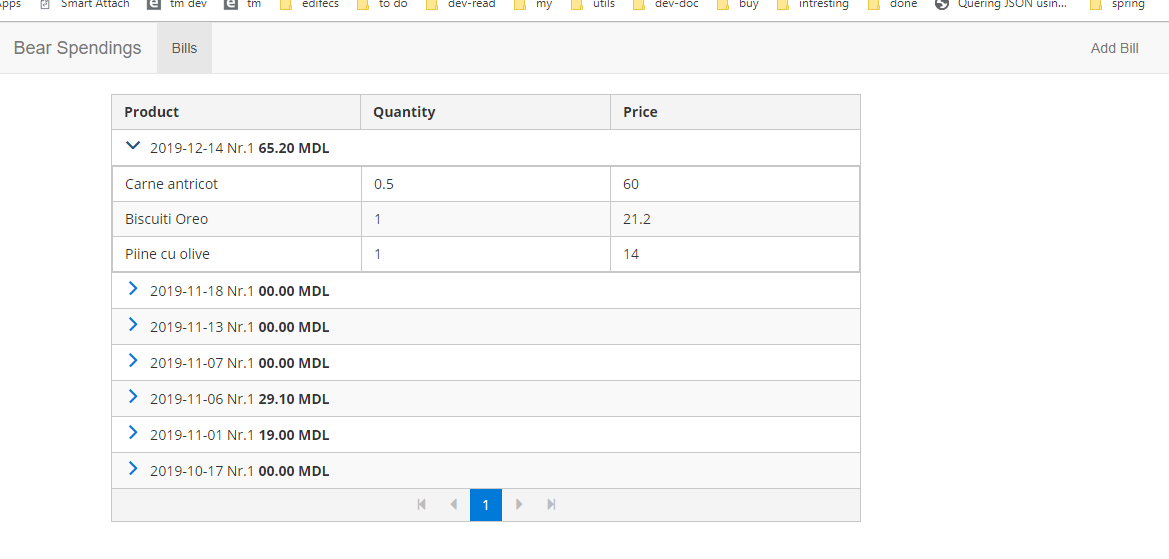 Apps Smart Attach tm dev tm edifecs to do dev-read my utils dev-doc buy intresting done Quering JSON usin... spring
Bear Spendings Bills Add Bill
Product Quantity Price
2019-12-14 Nr.1 65.20 MDL
Carne antricot 0.5 60
Biscuiti Oreo 1 21.2
Piine cu olive 1 14
2019-11-18 Nr.1 00.00 MDL
2019-11-13 Nr.1 00.00 MDL
2019-11-07 Nr.1 00.00 MDL
2019-11-06 Nr.1 29.10 MDL
2019-11-01 Nr.1 19.00 MDL
2019-10-17 Nr.1 00.00 MDL
1